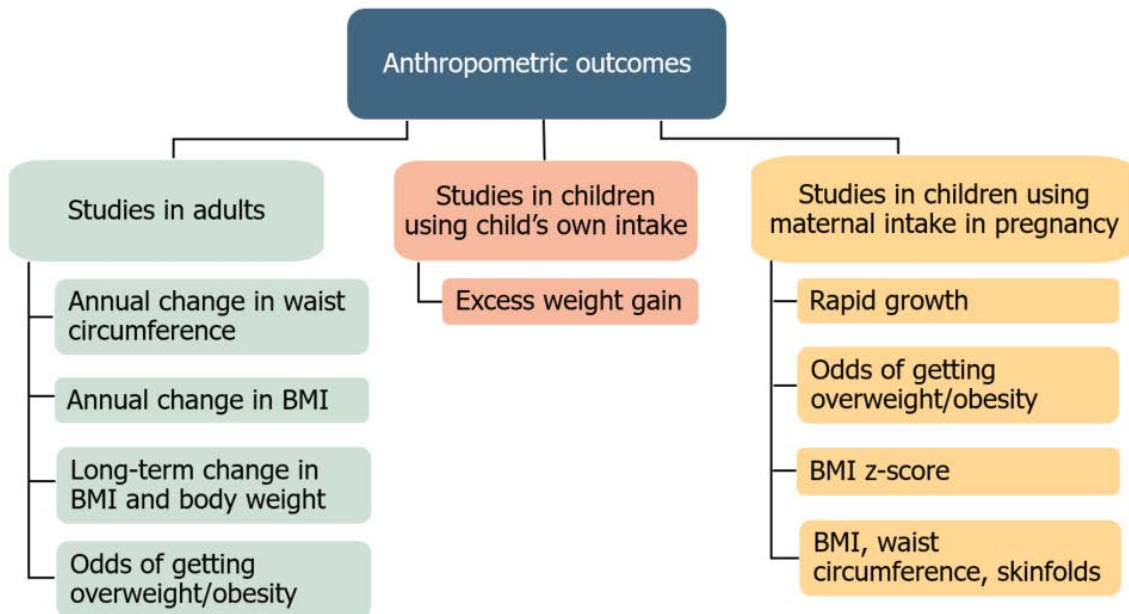 Anthropometric outcomes
Studies in adults
Annual change in waist
circumference
Annual change in BMI
Long-term change in
BMI and body weight
Odds of getting
overweight/obesity
Studies in children
using child’s own intake
Excess weight gain
Studies in children using
maternal intake in pregnancy
Rapid growth
Odds of getting
overweight/obesity
BMI z-score
BMI, waist
circumference, skinfolds